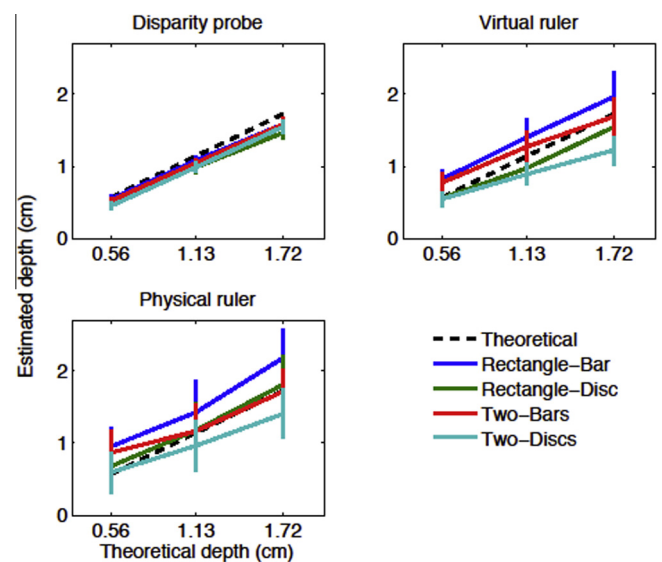 Disparity probe
Virtual ruler
2
1
0
0.56 1.13 1.72
2
1
0
0.56 1.13 1.72
Estimated depth (cm)
Physical ruler
2
1
0
0.56 1.13 1.72
Theoretical depth (cm)
Theoretical
Rectangle-Bar
Rectangle-Disc
Two-Bars
Two-Discs